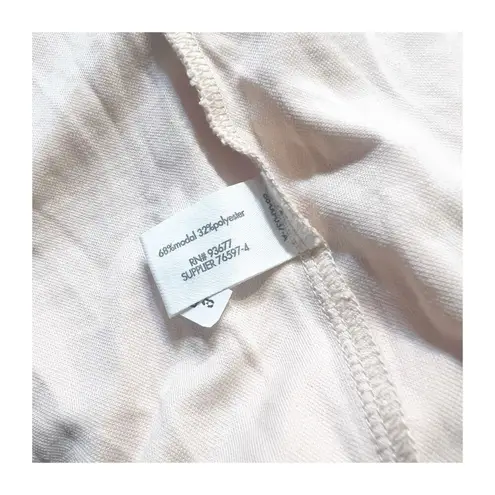 68%modal 32%polyester
RN# 93677
SUPPLIER 76597-4